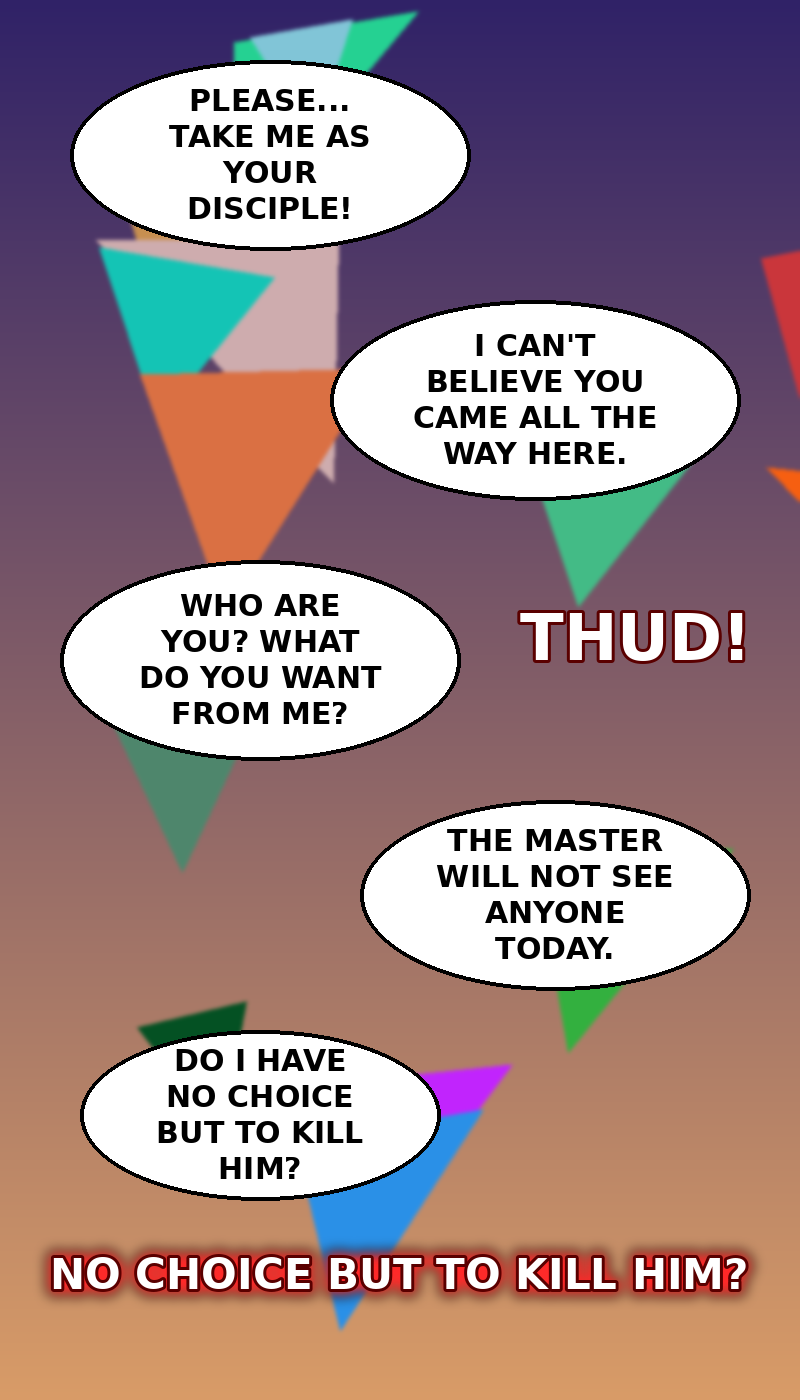 PLEASE...
TAKE ME AS
YOUR
DISCIPLE!
I CAN'T
BELIEVE YOU
CAME ALL THE
WAY HERE.
WHO ARE
YOU? WHAT
DO YOU WANT
FROM ME?
THUD!
THE MASTER
WILL NOT SEE
ANYONE
TODAY.
DO I HAVE
NO CHOICE
BUT TO KILL
HIM?
NO CHOICE BUT TO KILL HIM?